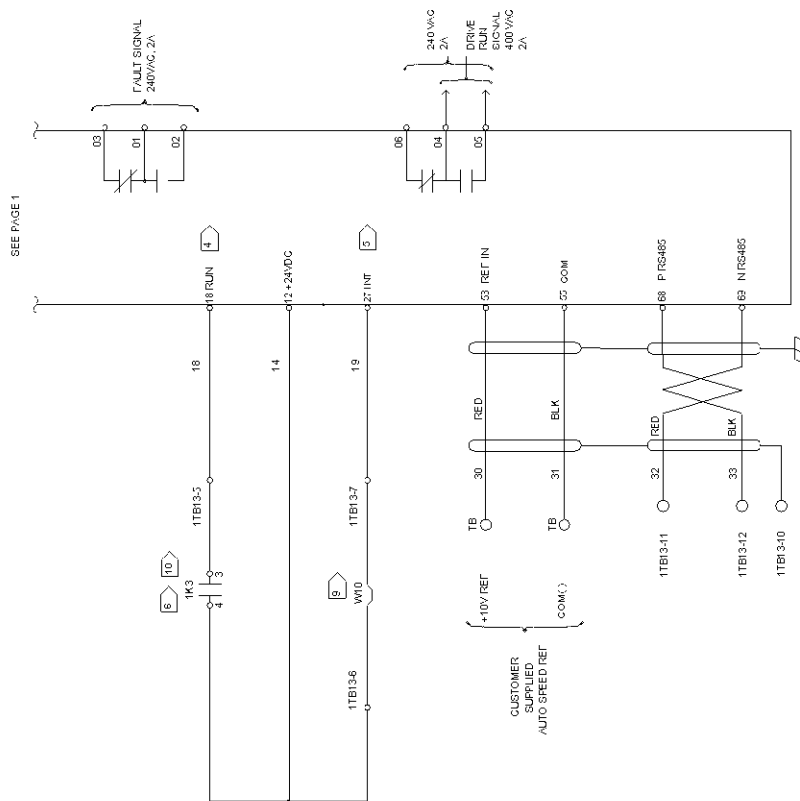 SEE PAGE 1
03
01
02
FAULT SIGNAL
240VAC, 2A
06
04
05
240 VAC
2A
DRIVE
RUN
SIGNAL
400 VAC
2A
4
18 RUN
12 +24VDC
5
27 INT
53 REF IN
55 COM
68 P RS485
69 N RS485
18
14
19
RED
BLK
RED
BLK
30
31
32
33
1TB13-5
1TB13-7
TB
TB
1TB13-11
1TB13-12
1TB13-10
10
6
3
4
1K3
9
W10
1TB13-6
+10V REF
COM(-)
CUSTOMER
SUPPLIED
AUTO SPEED REF